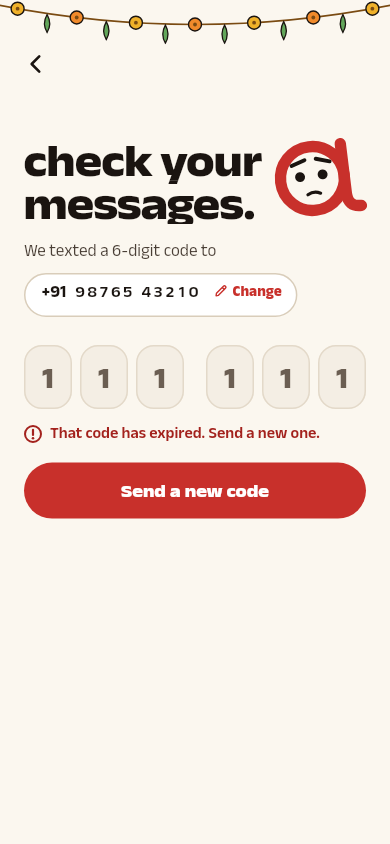 check your
messages.
We texted a 6-digit code to
+91 98765 43210 Change
1 1 1 1 1 1
That code has expired. Send a new one.
Send a new code